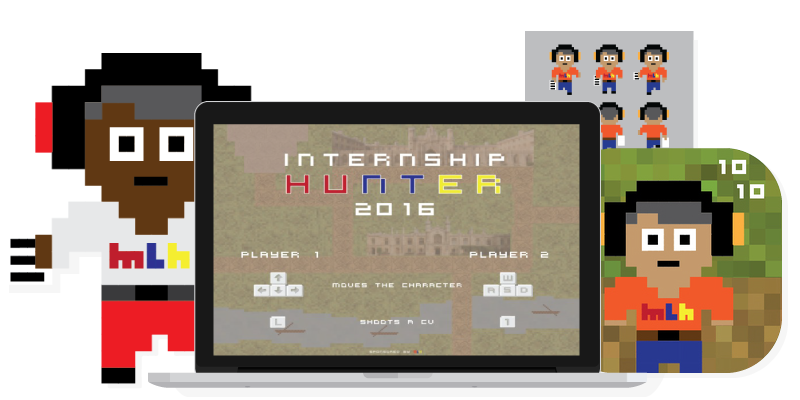 INTERNSHIP
HUNTER
2016
PLAYER 1
PLAYER 2
W
MOVES THE CHARACTER
A S D
L
SHOOTS A CV
1
mLh
10
10
mLh